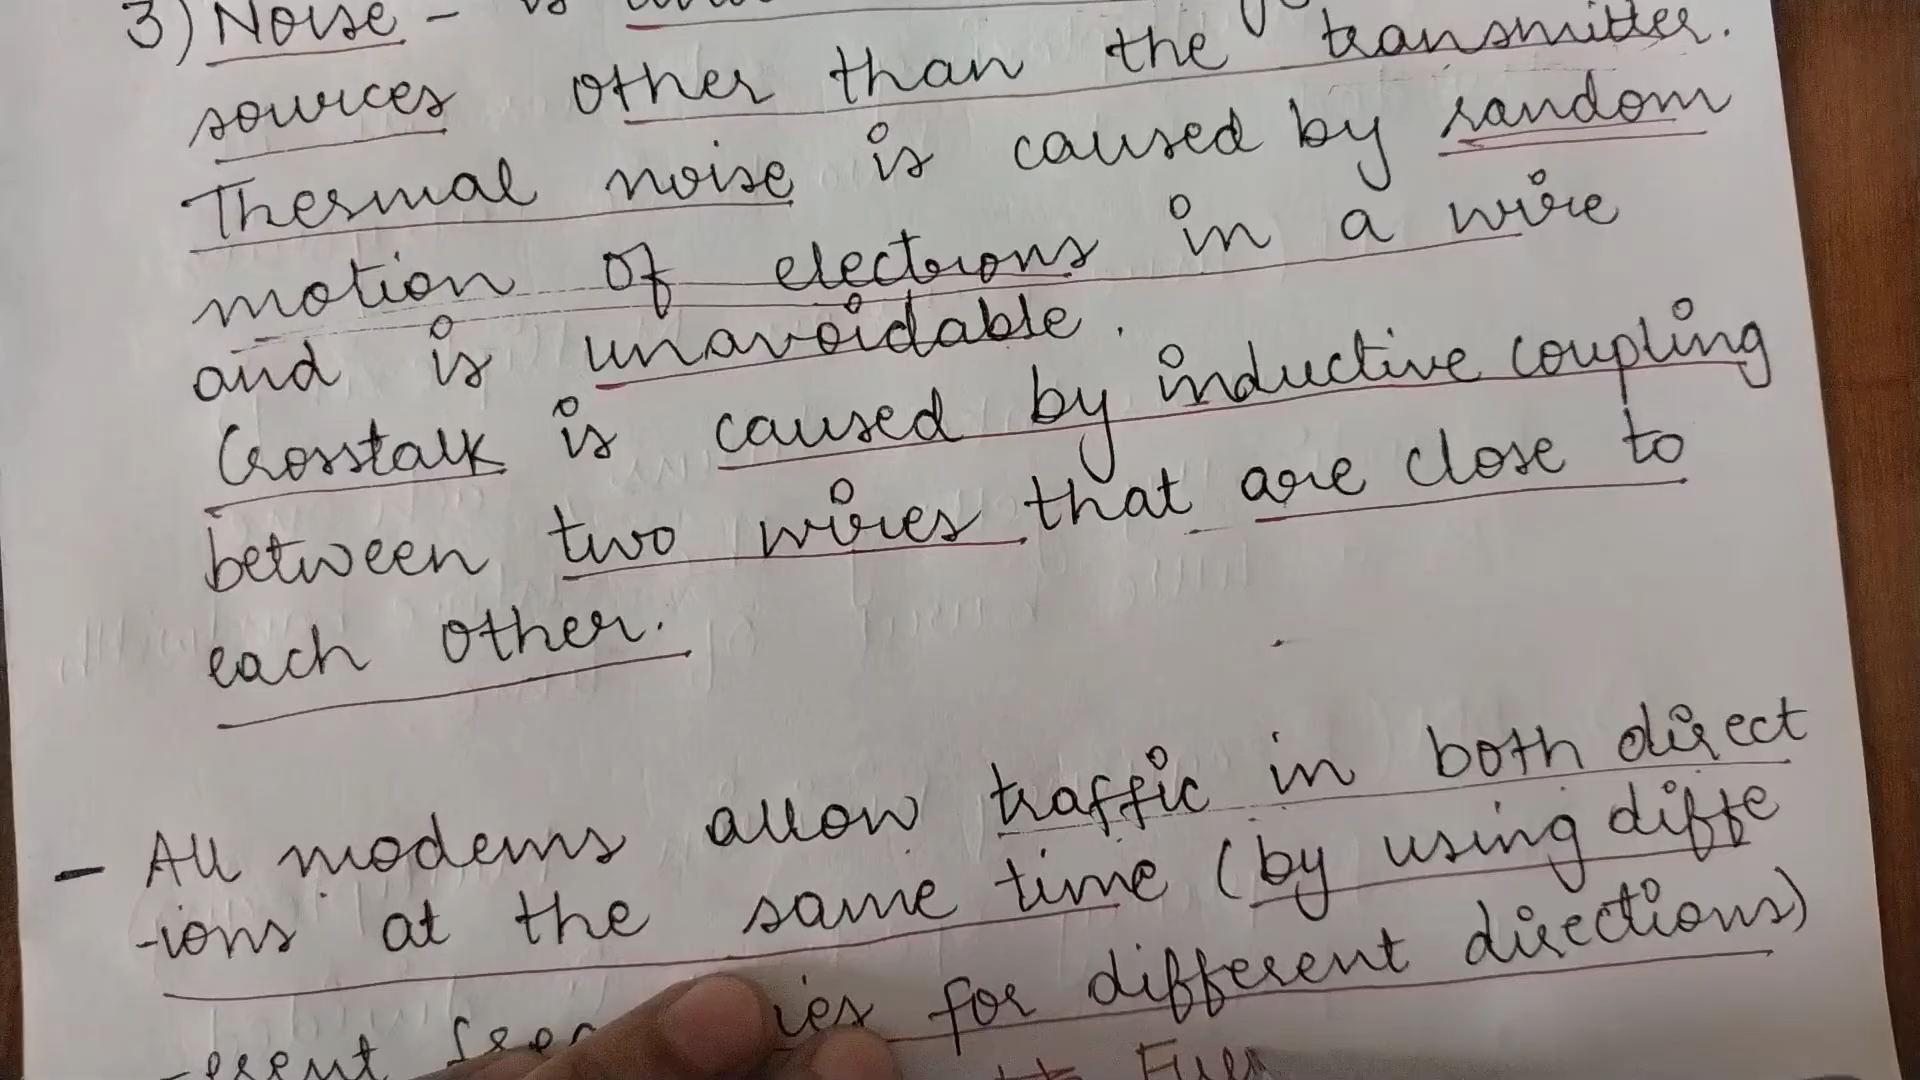 3) Noise - is
sources other than the transmitter.
Thermal noise is caused by random
motion of electrons in a wire
and is unavoidable.
Crosstalk is caused by inductive coupling
between two wires that are close to
each other.
- All modems allow traffic in both direct
-ions at the same time (by using diffe
-erent for different directions)